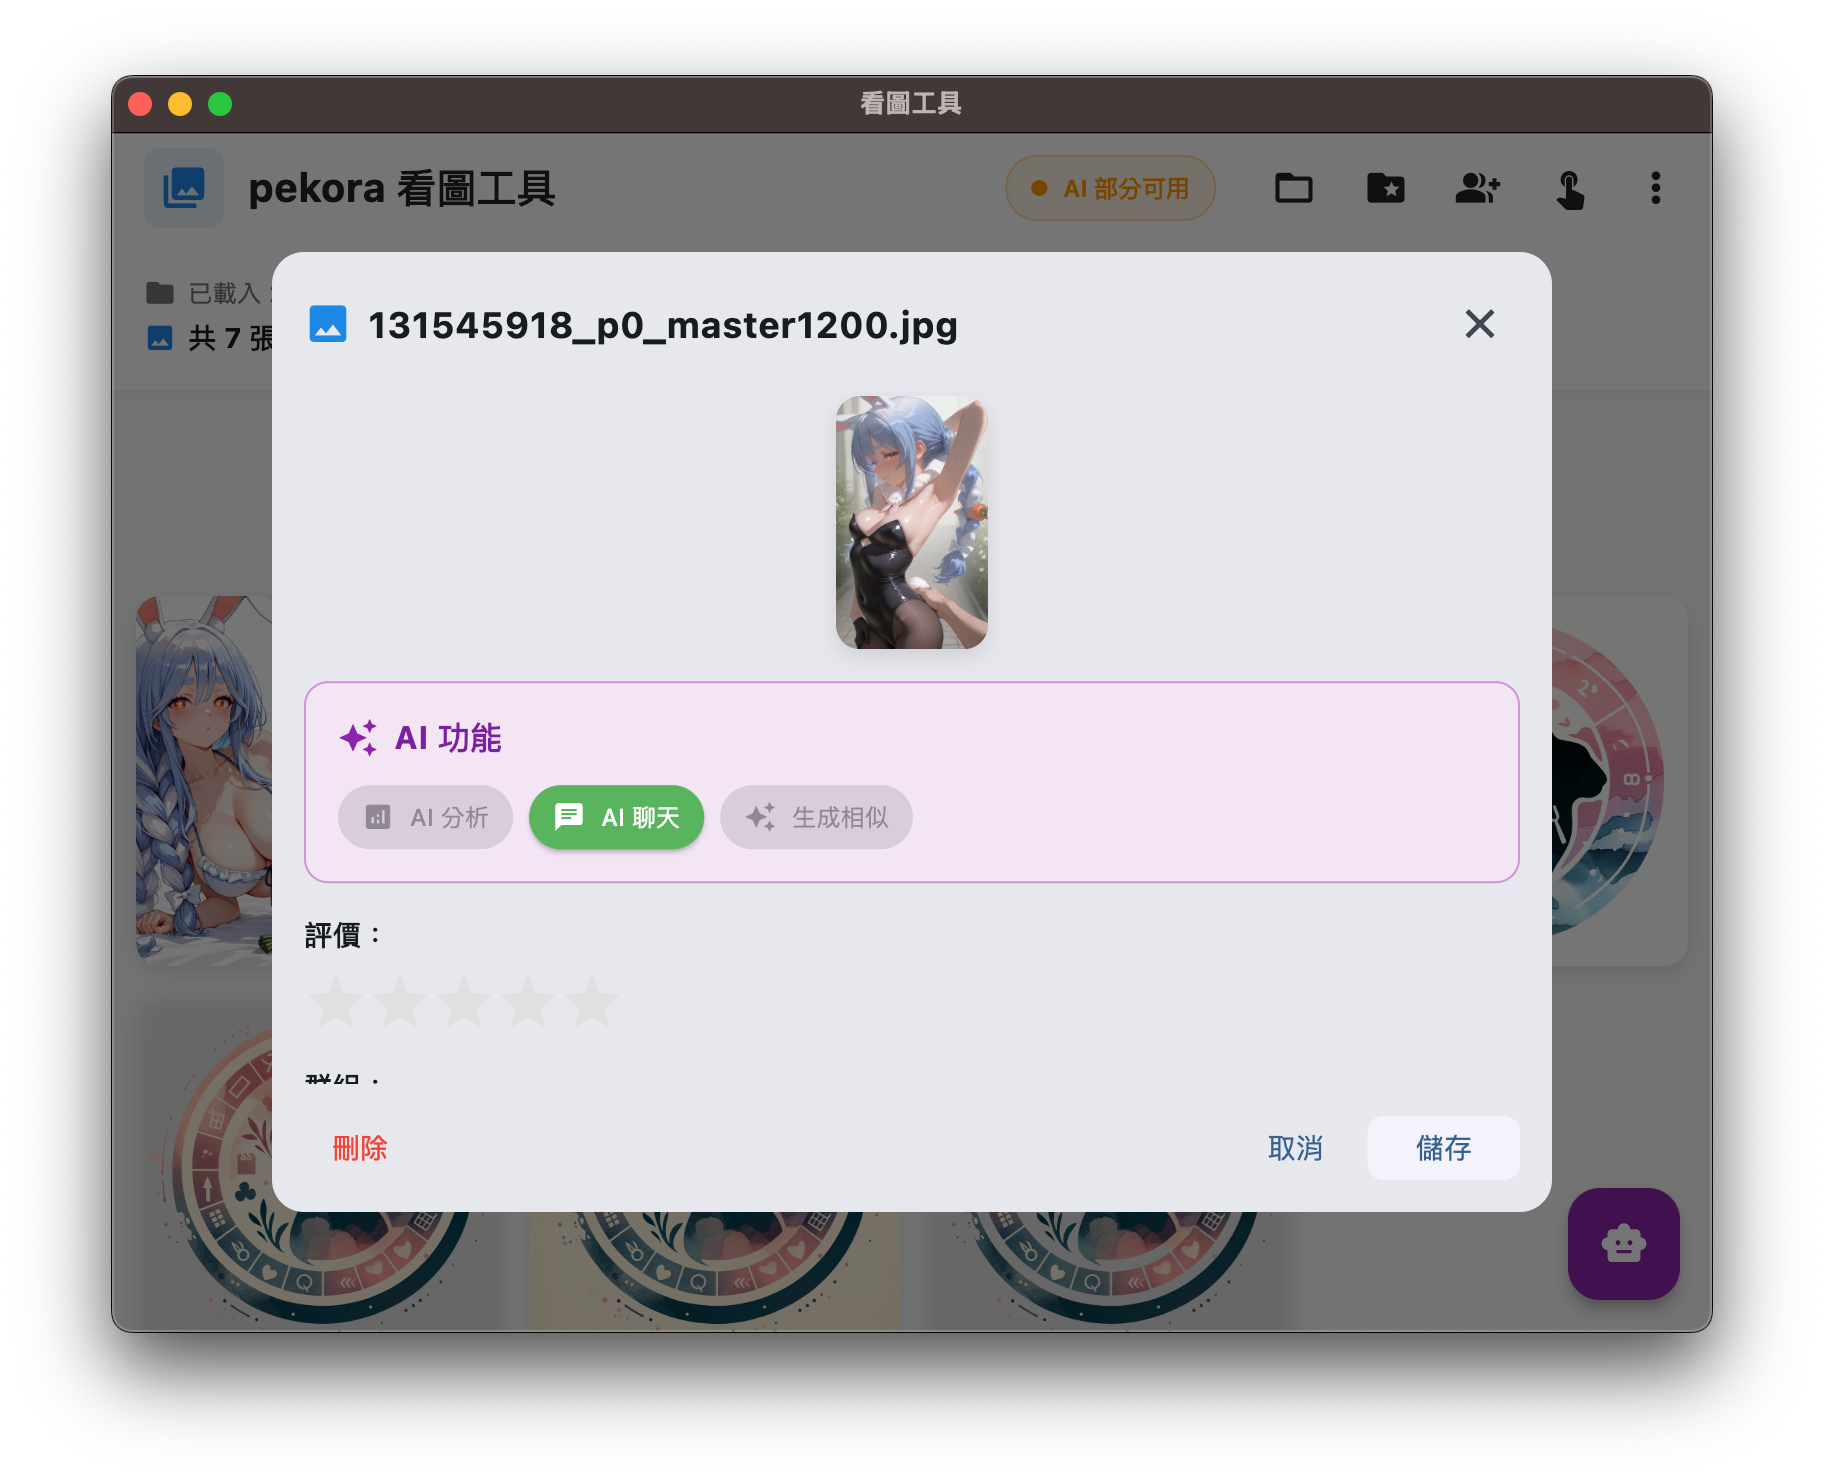 看圖工具
pekora 看圖工具
AI 部分可用
已載入
共 7 張
131545918_p0_master1200.jpg
AI 功能
AI 分析
AI 聊天
生成相似
評價：
群組：
刪除
取消
儲存